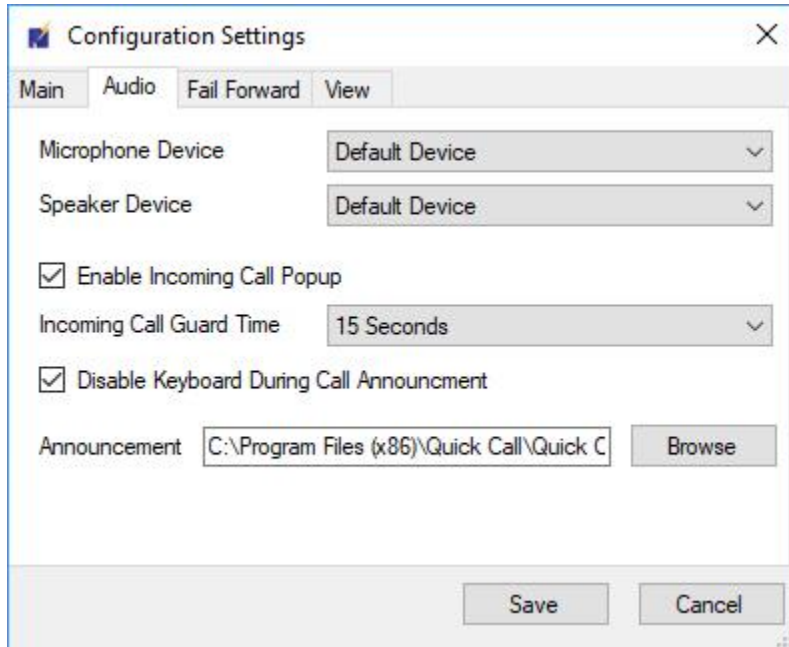 Configuration Settings
Main Audio Fail Forward View
Microphone Device Default Device
Speaker Device Default Device
Enable Incoming Call Popup
Incoming Call Guard Time 15 Seconds
Disable Keyboard During Call Announcment
Announcement C:\Program Files (x86)\Quick Call\Quick C Browse
Save Cancel